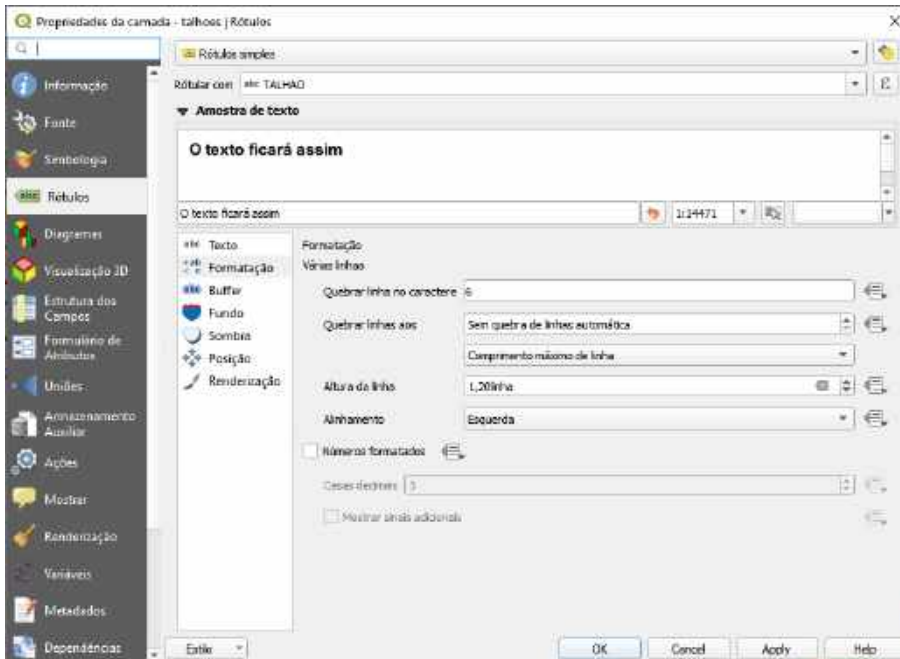 Propriedades da camada - talhoes | Rótulos
Rótulos simples
Rótular com abc TALHAO
Informação
Fonte
Simbologia
Rótulos
Diagramas
Visualização 3D
Estrutura dos
Campos
Formulário de
Atributos
Uniões
Armazenamento
Auxiliar
Ações
Mostrar
Renderização
Variáveis
Metadados
Dependências
Amostra de texto
O texto ficará assim
O texto ficará assim
1:14471
Texto
Formatação
Buffer
Fundo
Sombra
Posição
Renderização
Formatação
Várias linhas
Quebrar linha no caractere 6
Quebrar linhas aos Sem quebra de linhas automática
Comprimento máximo de linha
Altura da linha 1,20linha
Alinhamento Esquerda
Números formatados
Casas decimais 3
Mostrar sinais adicionais
Estilo
OK Cancel Apply Help